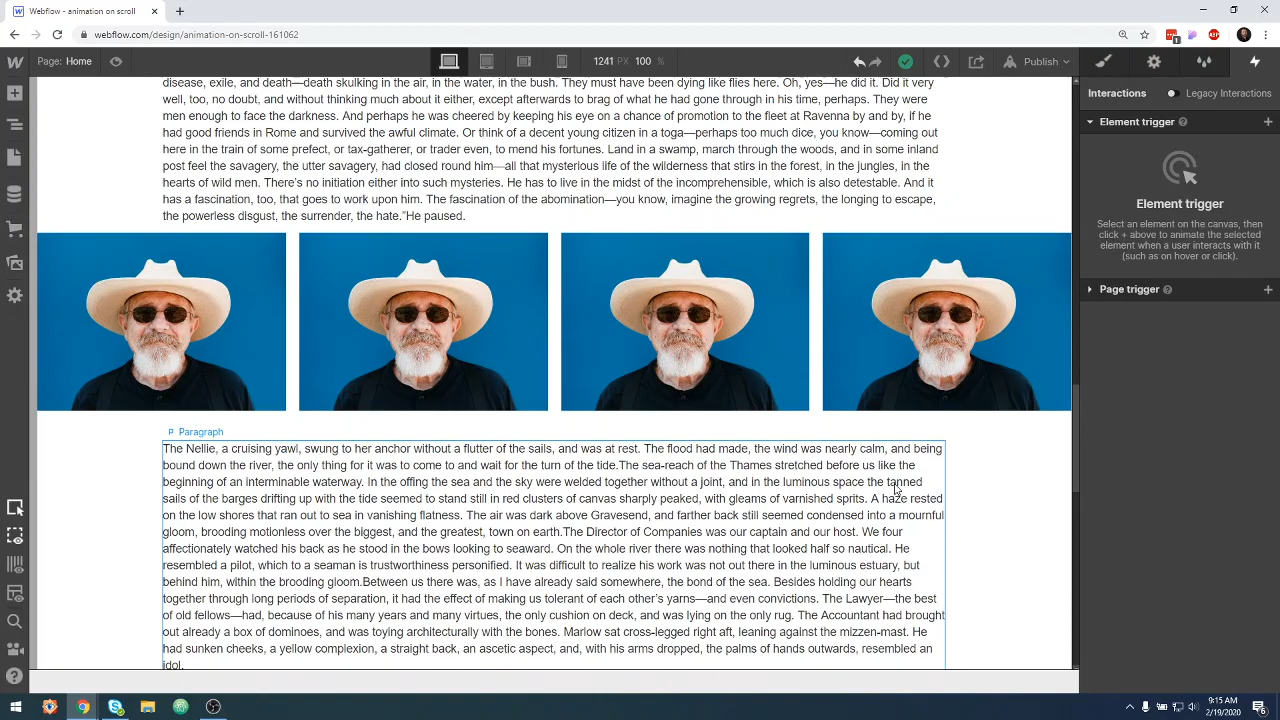 Webflow - animation on scroll
webflow.com/design/animation-on-scroll-161062
Page: Home
1241 PX 100 %
Publish
Interactions
Legacy Interactions
Element trigger
Element trigger
Select an element on the canvas, then
click + above to animate the selected
element when a user interacts with it
(such as on hover or click).
Page trigger
disease, exile, and death—death skulking in the air, in the water, in the bush. They must have been dying like flies here. Oh, yes—he did it. Did it very
well, too, no doubt, and without thinking much about it either, except afterwards to brag of what he had gone through in his time, perhaps. They were
men enough to face the darkness. And perhaps he was cheered by keeping his eye on a chance of promotion to the fleet at Ravenna by and by, if he
had good friends in Rome and survived the awful climate. Or think of a decent young citizen in a toga—perhaps too much dice, you know—coming out
here in the train of some prefect, or tax-gatherer, or trader even, to mend his fortunes. Land in a swamp, march through the woods, and in some inland
post feel the savagery, the utter savagery, had closed round him—all that mysterious life of the wilderness that stirs in the forest, in the jungles, in the
hearts of wild men. There's no initiation either into such mysteries. He has to live in the midst of the incomprehensible, which is also detestable. And it
has a fascination, too, that goes to work upon him. The fascination of the abomination—you know, imagine the growing regrets, the longing to escape,
the powerless disgust, the surrender, the hate."He paused.
Paragraph
The Nellie, a cruising yawl, swung to her anchor without a flutter of the sails, and was at rest. The flood had made, the wind was nearly calm, and being
bound down the river, the only thing for it was to come to and wait for the turn of the tide.The sea-reach of the Thames stretched before us like the
beginning of an interminable waterway. In the offing the sea and the sky were welded together without a joint, and in the luminous space the tanned
sails of the barges drifting up with the tide seemed to stand still in red clusters of canvas sharply peaked, with gleams of varnished sprits. A haze rested
on the low shores that ran out to sea in vanishing flatness. The air was dark above Gravesend, and farther back still seemed condensed into a mournful
gloom, brooding motionless over the biggest, and the greatest, town on earth.The Director of Companies was our captain and our host. We four
affectionately watched his back as he stood in the bows looking to seaward. On the whole river there was nothing that looked half so nautical. He
resembled a pilot, which to a seaman is trustworthiness personified. It was difficult to realize his work was not out there in the luminous estuary, but
behind him, within the brooding gloom.Between us there was, as I have already said somewhere, the bond of the sea. Besides holding our hearts
together through long periods of separation, it had the effect of making us tolerant of each other's yarns—and even convictions. The Lawyer—the best
of old fellows—had, because of his many years and many virtues, the only cushion on deck, and was lying on the only rug. The Accountant had brought
out already a box of dominoes, and was toying architecturally with the bones. Marlow sat cross-legged right aft, leaning against the mizzen-mast. He
had sunken cheeks, a yellow complexion, a straight back, an ascetic aspect, and, with his arms dropped, the palms of hands outwards, resembled an
idol.
9:15 AM
2/19/2020